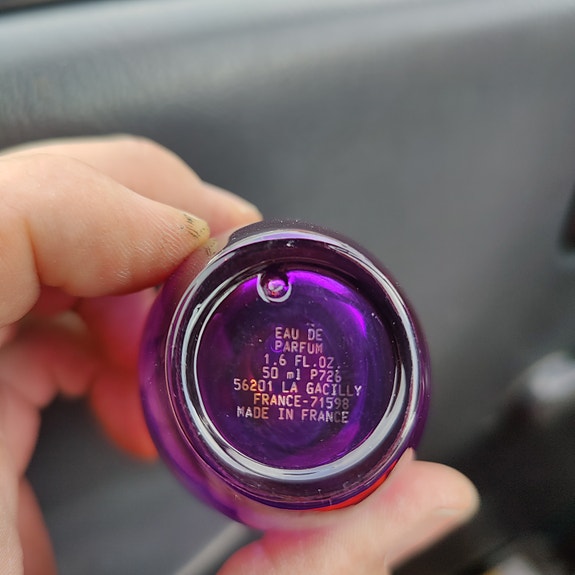 EAU DE
PARFUM
1.6 FL.OZ.
50 ml P726
56201 LA GACILLY
FRANCE-71598
MADE IN FRANCE